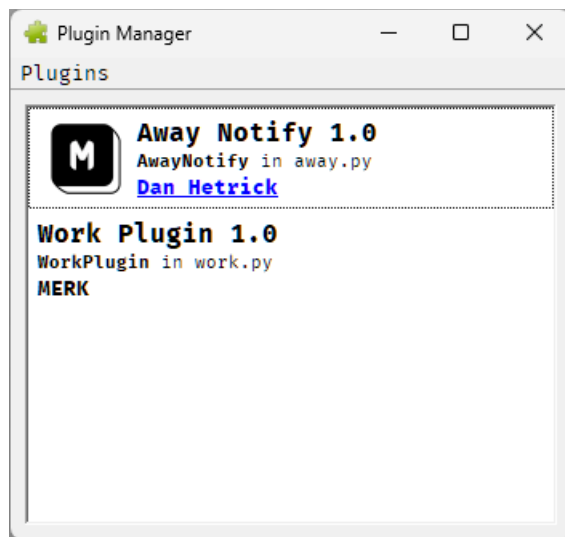 Plugin Manager
Plugins
M
Away Notify 1.0
AwayNotify in away.py
Dan Hetrick
Work Plugin 1.0
WorkPlugin in work.py
MERK